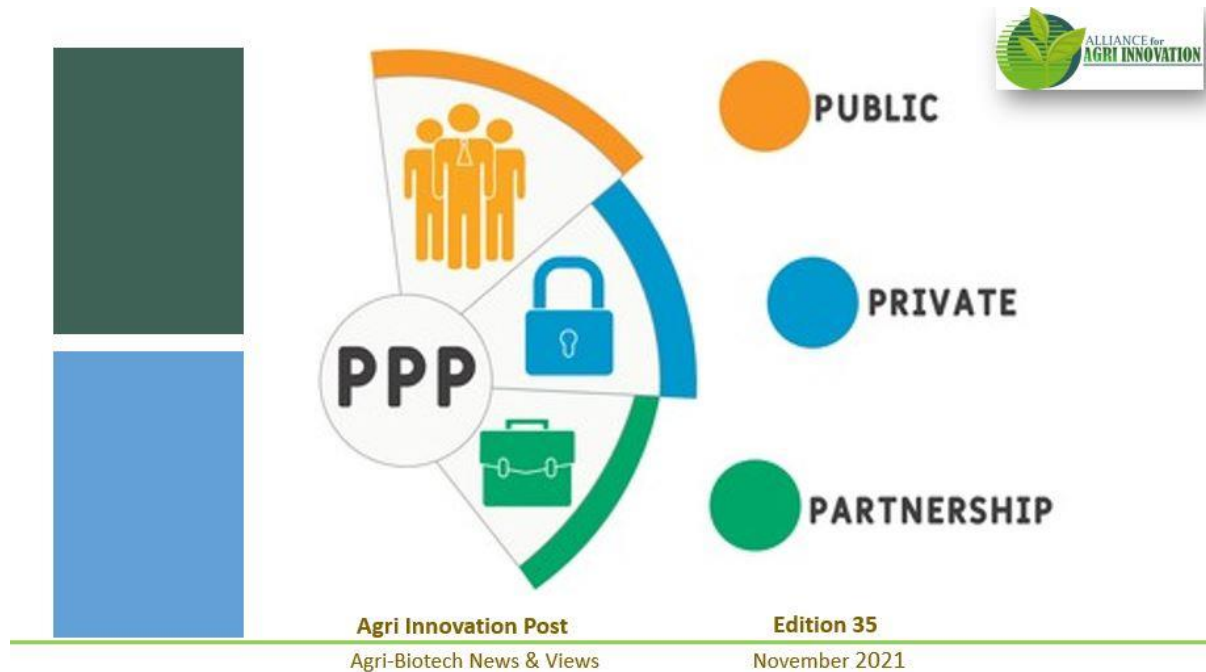 ALLIANCE for
AGRI INNOVATION
PUBLIC
PRIVATE
PPP
PARTNERSHIP
Agri Innovation Post
Edition 35
Agri-Biotech News & Views
November 2021